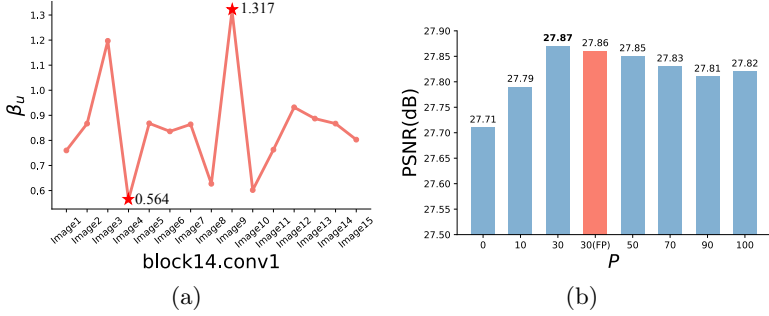 1.3
1.2
1.1
1.0
0.9
0.8
0.7
0.6
β_u
1.317
0.564
Image1
Image2
Image3
Image4
Image5
Image6
Image7
Image8
Image9
Image10
Image11
Image12
Image13
Image14
Image15
block14.conv1
(a)
27.90
27.85
27.80
27.75
27.70
27.65
27.60
27.55
27.50
PSNR(dB)
27.71
27.79
27.87
27.86
27.85
27.83
27.81
27.82
0 10 30 30(FP) 50 70 90 100
P
(b)